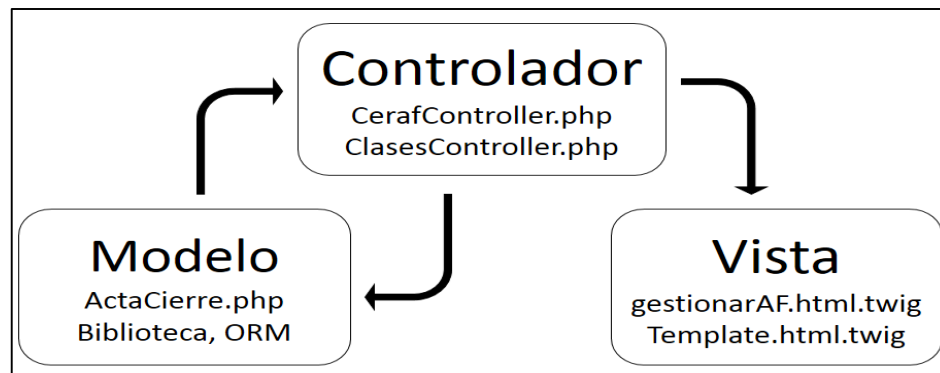 Controlador
CerafController.php
ClasesController.php
Modelo
ActaCierre.php
Biblioteca, ORM
Vista
gestionarAF.html.twig
Template.html.twig